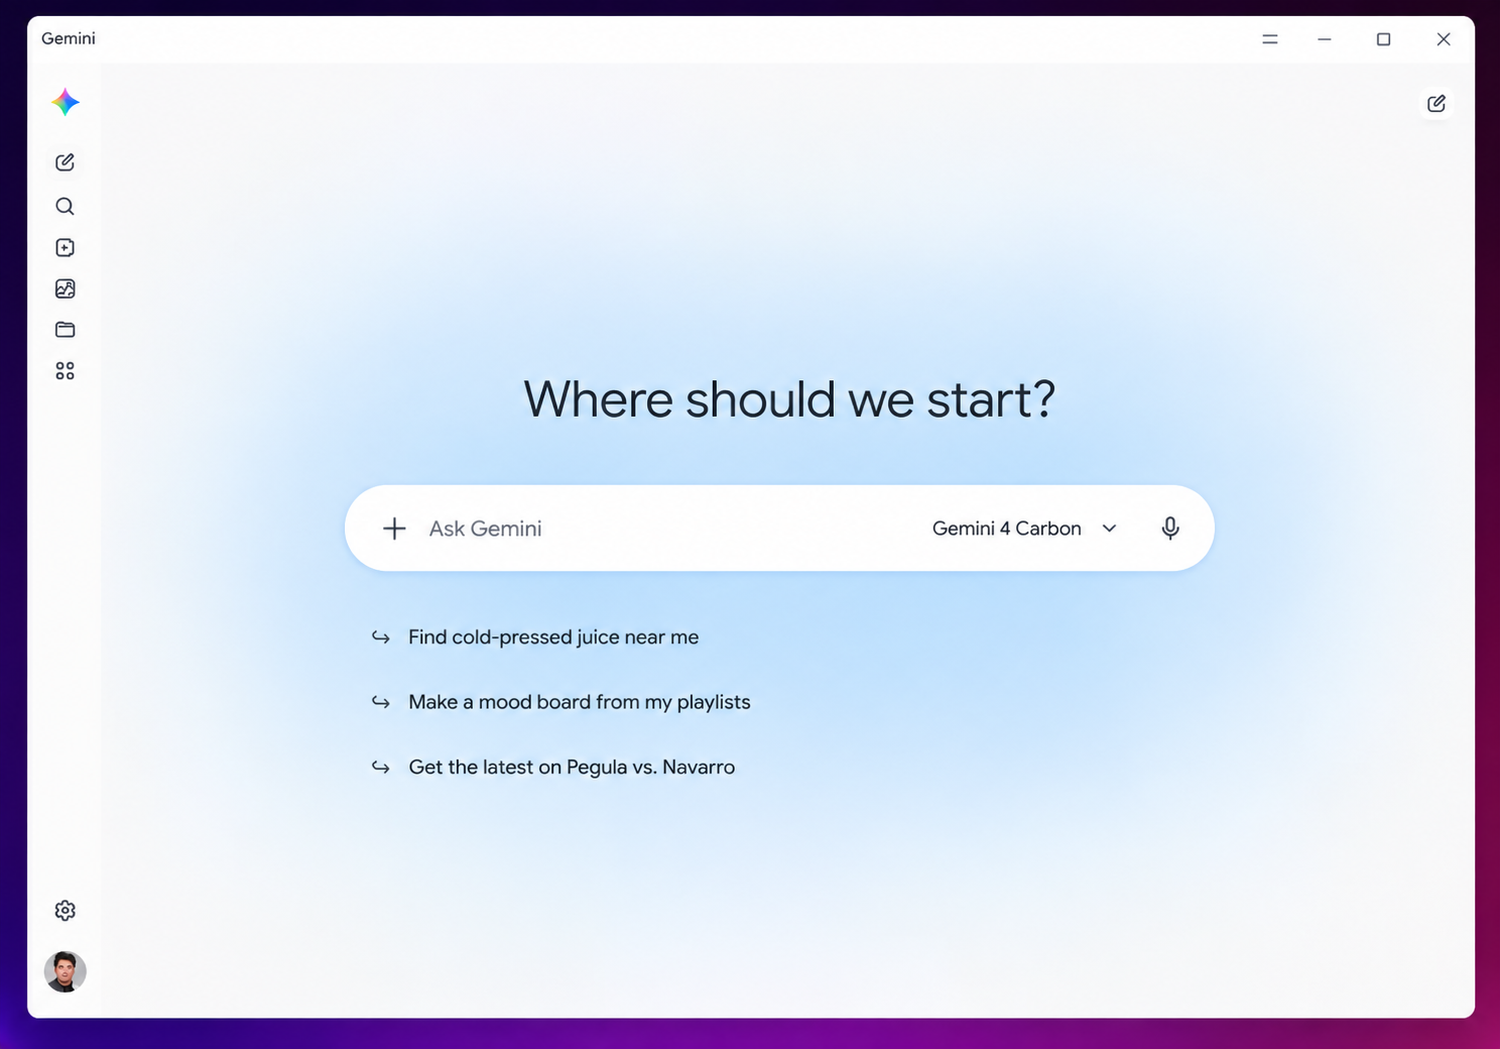 Gemini
Where should we start?
Ask Gemini
Gemini 4 Carbon
Find cold-pressed juice near me
Make a mood board from my playlists
Get the latest on Pegula vs. Navarro